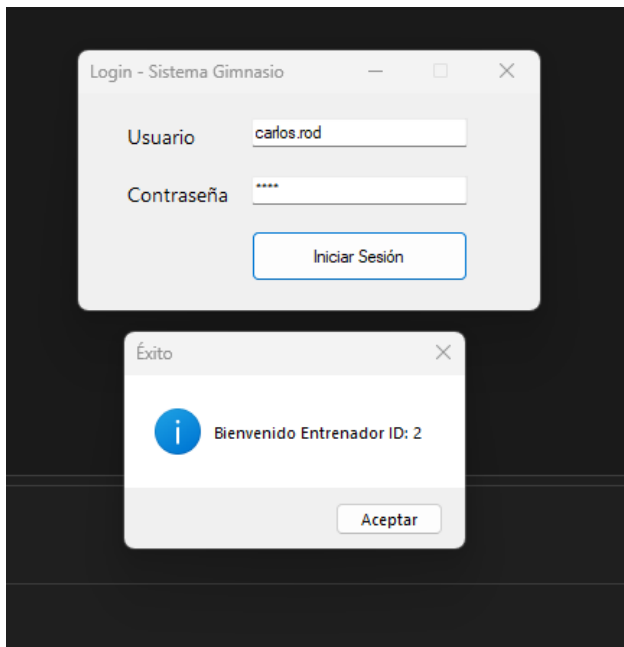 Login - Sistema Gimnasio
Usuario
carlos.rod
Contraseña
****
Iniciar Sesión
Éxito
Bienvenido Entrenador ID: 2
Aceptar